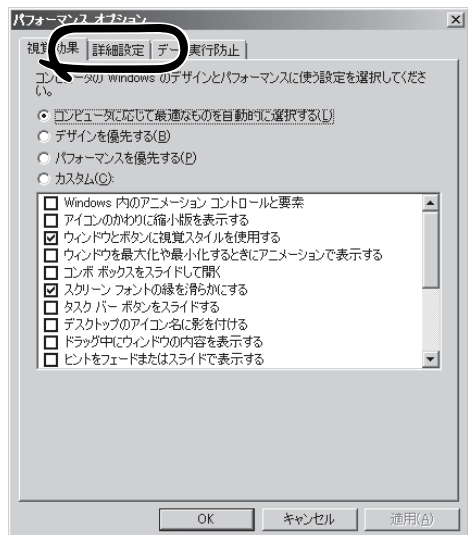 パフォーマンス オプション
視覚効果 詳細設定 データ実行防止
コンピュータの Windows のデザインとパフォーマンスに使う設定を選択してくださ
い。
コンピュータに応じて最適なものを自動的に選択する(L)
デザインを優先する(B)
パフォーマンスを優先する(P)
カスタム(C):
Windows 内のアニメーション コントロールと要素
アイコンのかわりに縮小版を表示する
ウィンドウとボタンに視覚スタイルを使用する
ウィンドウを最大化や最小化するときにアニメーションで表示する
コンボ ボックスをスライドして開く
スクリーン フォントの縁を滑らかにする
タスク バー ボタンをスライドする
デスクトップのアイコン名に影を付ける
ドラッグ中にウィンドウの内容を表示する
ヒントをフェードまたはスライドで表示する
OK キャンセル 適用(A)